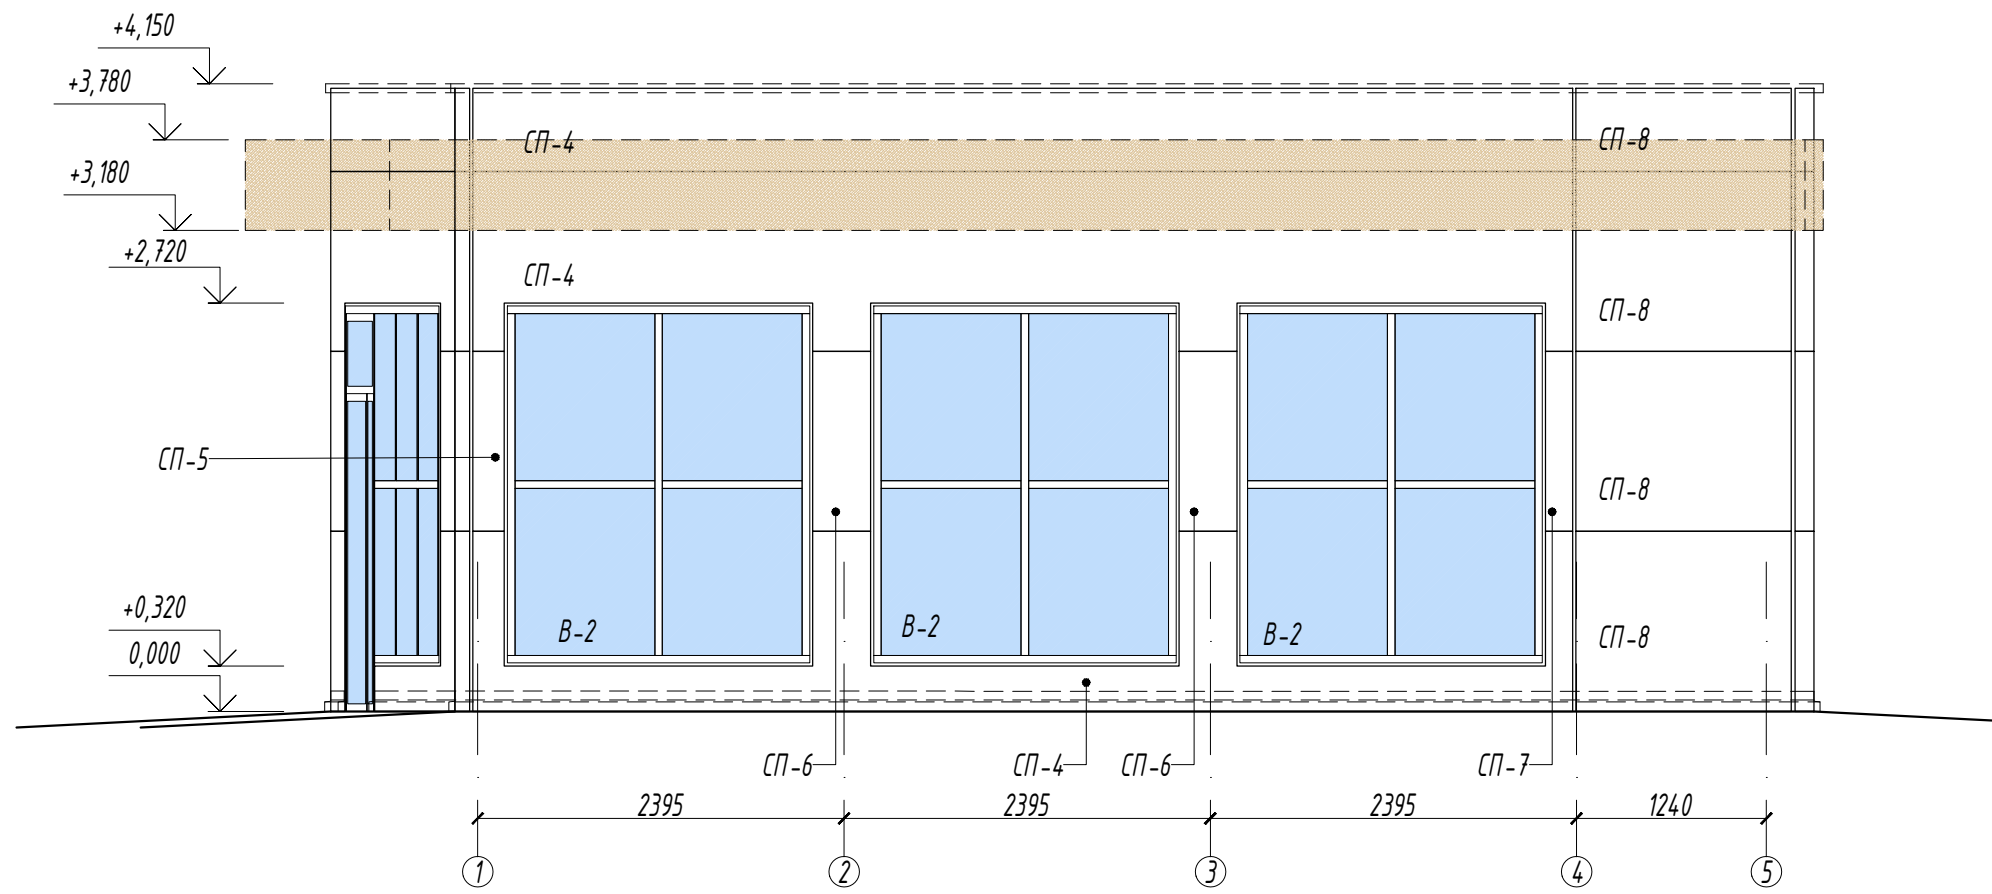 +4,150
+3,780
+3,180
+2,720
+0,320
0,000
СП-4
СП-8
СП-4
СП-8
СП-5
СП-8
В-2
В-2
В-2
СП-8
СП-6
СП-4
СП-6
СП-7
2395
2395
2395
1240
1
2
3
4
5